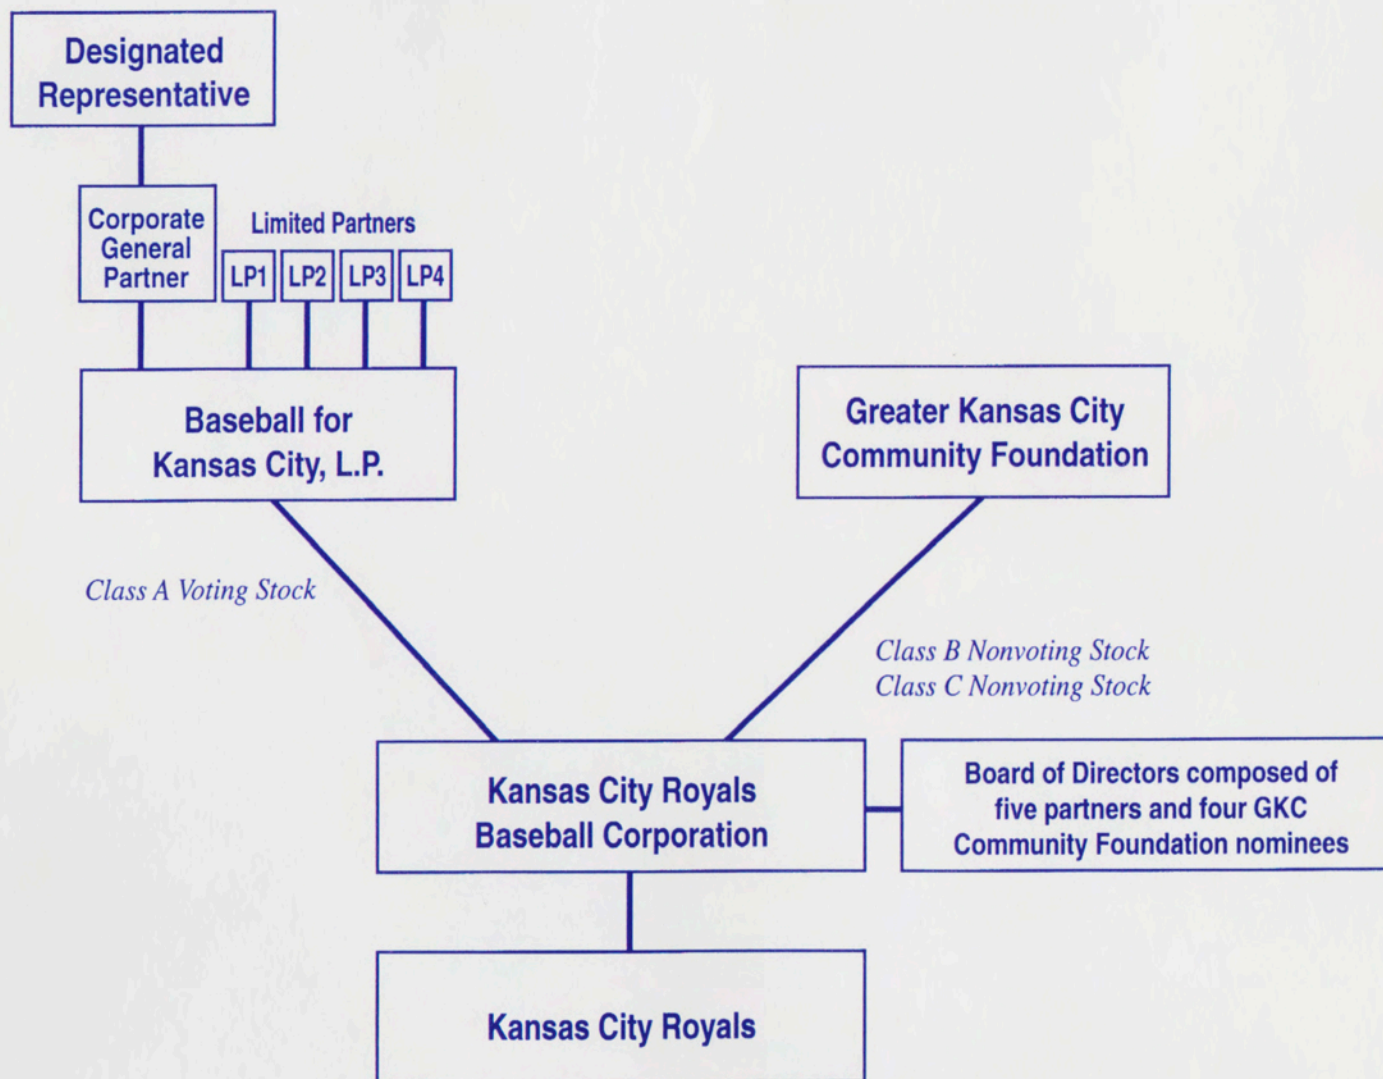 Designated
Representative
Corporate
General
Partner
Limited Partners
LP1 LP2 LP3 LP4
Baseball for
Kansas City, L.P.
Greater Kansas City
Community Foundation
Class A Voting Stock
Class B Nonvoting Stock
Class C Nonvoting Stock
Kansas City Royals
Baseball Corporation
Board of Directors composed of
five partners and four GKC
Community Foundation nominees
Kansas City Royals